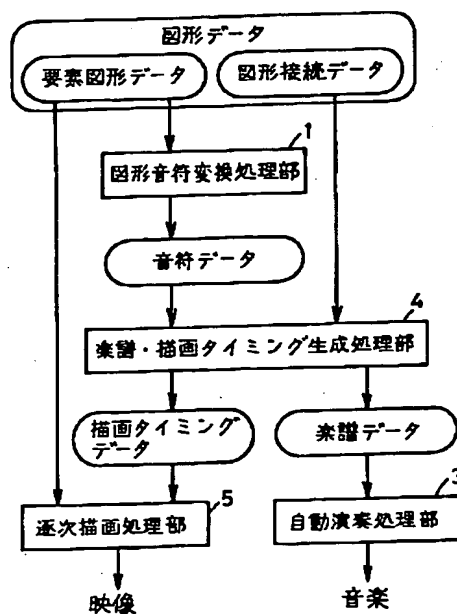 図形データ
要素図形データ
図形接続データ
1
図形音符変換処理部
音符データ
4
楽譜・描画タイミング生成処理部
描画タイミング
データ
楽譜データ
5
逐次描画処理部
3
自動演奏処理部
映像
音楽